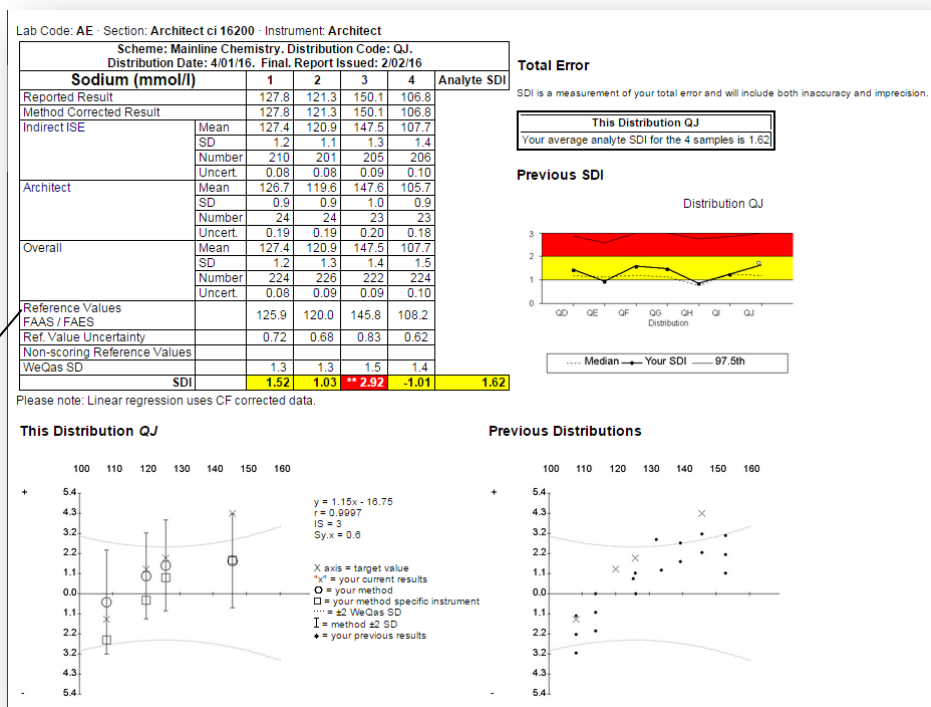 Lab Code: AE · Section: Architect ci 16200 · Instrument: Architect
Scheme: Mainline Chemistry. Distribution Code: QJ.
Distribution Date: 4/01/16. Final. Report Issued: 2/02/16
Sodium (mmol/l) 1 2 3 4 Analyte SDI
Reported Result 127.8 121.3 150.1 106.8
Method Corrected Result 127.8 121.3 150.1 106.8
Indirect ISE Mean 127.4 120.9 147.5 107.7
SD 1.2 1.1 1.3 1.4
Number 210 201 205 206
Uncert. 0.08 0.08 0.09 0.10
Architect Mean 126.7 119.6 147.6 105.7
SD 0.9 0.9 1.0 0.9
Number 24 24 23 23
Uncert. 0.19 0.19 0.20 0.18
Overall Mean 127.4 120.9 147.5 107.7
SD 1.2 1.3 1.4 1.5
Number 224 226 222 224
Uncert. 0.08 0.09 0.09 0.10
Reference Values
FAAS / FAES 125.9 120.0 145.8 108.2
Ref. Value Uncertainty 0.72 0.68 0.83 0.62
Non-scoring Reference Values
WeQas SD 1.3 1.3 1.5 1.4
SDI 1.52 1.03 ** 2.92 -1.01 1.62
Please note: Linear regression uses CF corrected data.
Total Error
SDI is a measurement of your total error and will include both inaccuracy and imprecision.
This Distribution QJ
Your average analyte SDI for the 4 samples is 1.62
Previous SDI
Distribution QJ
3
2
1
0
QD QE QF QG QH QI QJ
Distribution
Median Your SDI 97.5th
This Distribution QJ
100 110 120 130 140 150 160
+
5.4
4.3
3.2
2.2
1.1
0.0
1.1
2.2
3.2
4.3
5.4
-
y = 1.15x - 16.75
r = 0.9997
IS = 3
Sy.x = 0.6
X axis = target value
"x" = your current results
O = your method
□ = your method specific instrument
···· = ±2 WeQas SD
I = method ±2 SD
♦ = your previous results
Previous Distributions
100 110 120 130 140 150 160
+
5.4
4.3
3.2
2.2
1.1
0.0
1.1
2.2
3.2
4.3
5.4
-